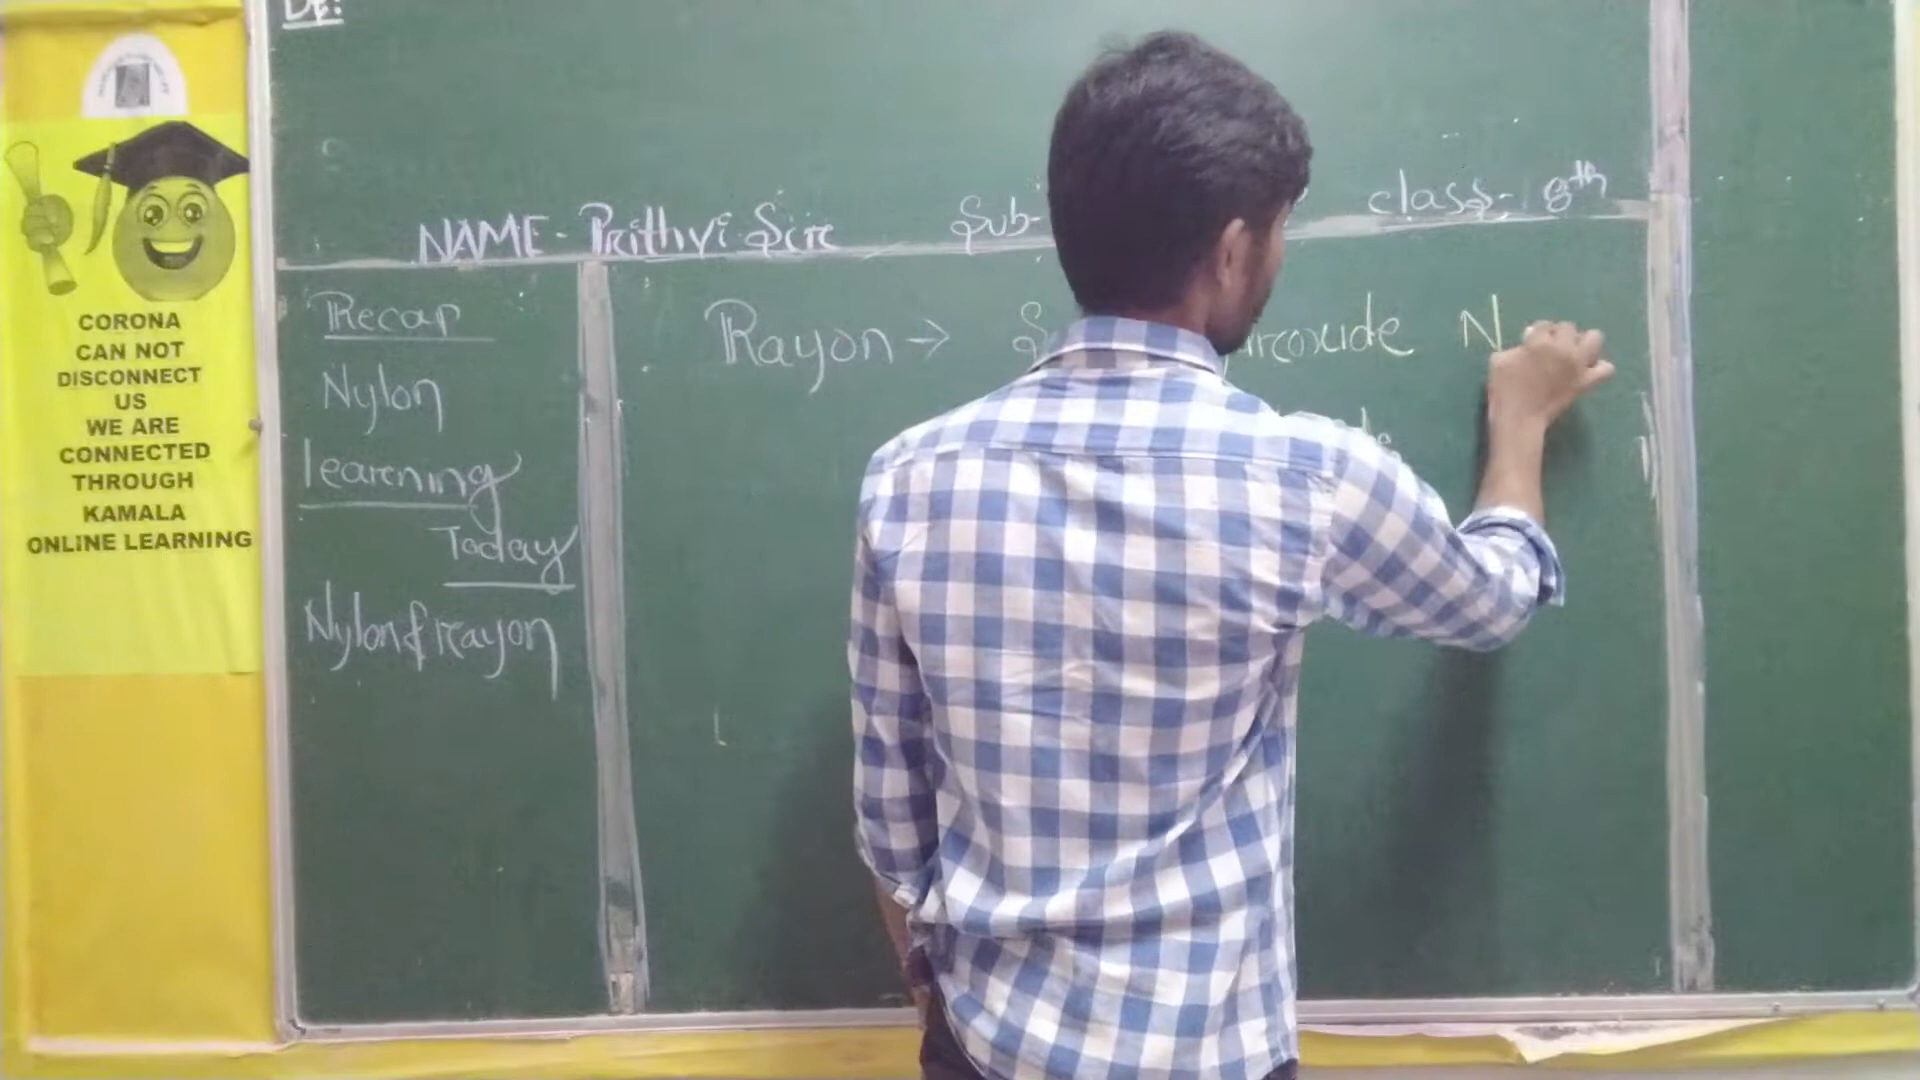 CORONA
CAN NOT
DISCONNECT
US
WE ARE
CONNECTED
THROUGH
KAMALA
ONLINE LEARNING
NAME - Prithvi Sir Sub- class - 8th
Recap
Nylon
learning
Today
Nylon & rayon
Rayon → N